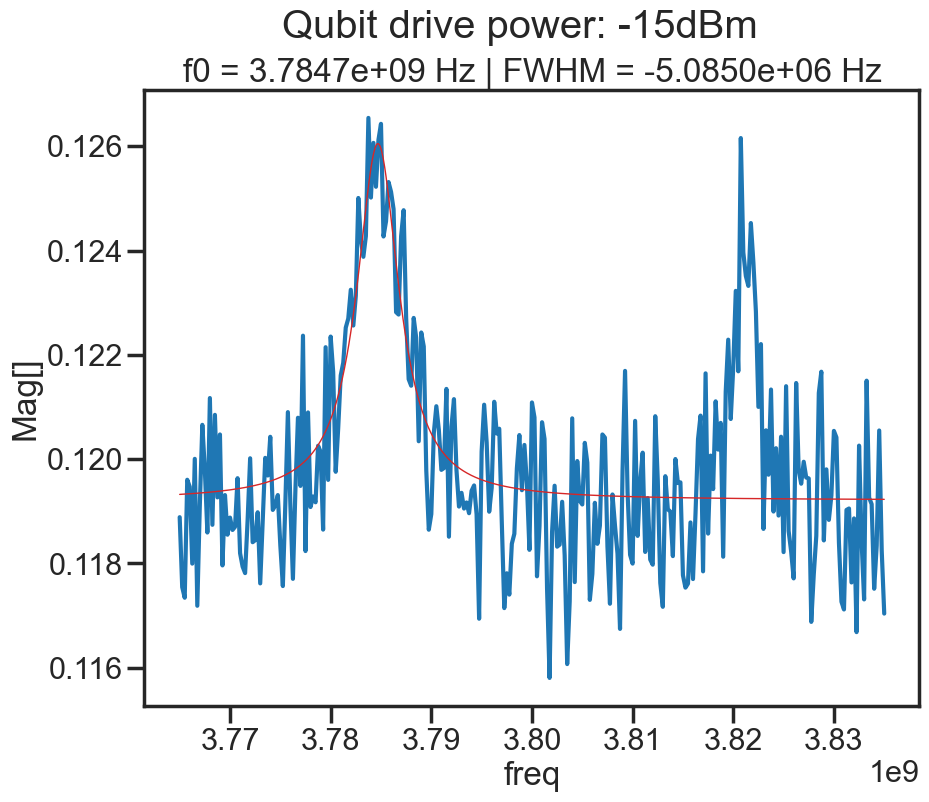 Qubit drive power: -15dBm
f0 = 3.7847e+09 Hz | FWHM = -5.0850e+06 Hz
0.126
0.124
0.122
0.120
0.118
0.116
Mag[]
3.77 3.78 3.79 3.80 3.81 3.82 3.83
1e9
freq